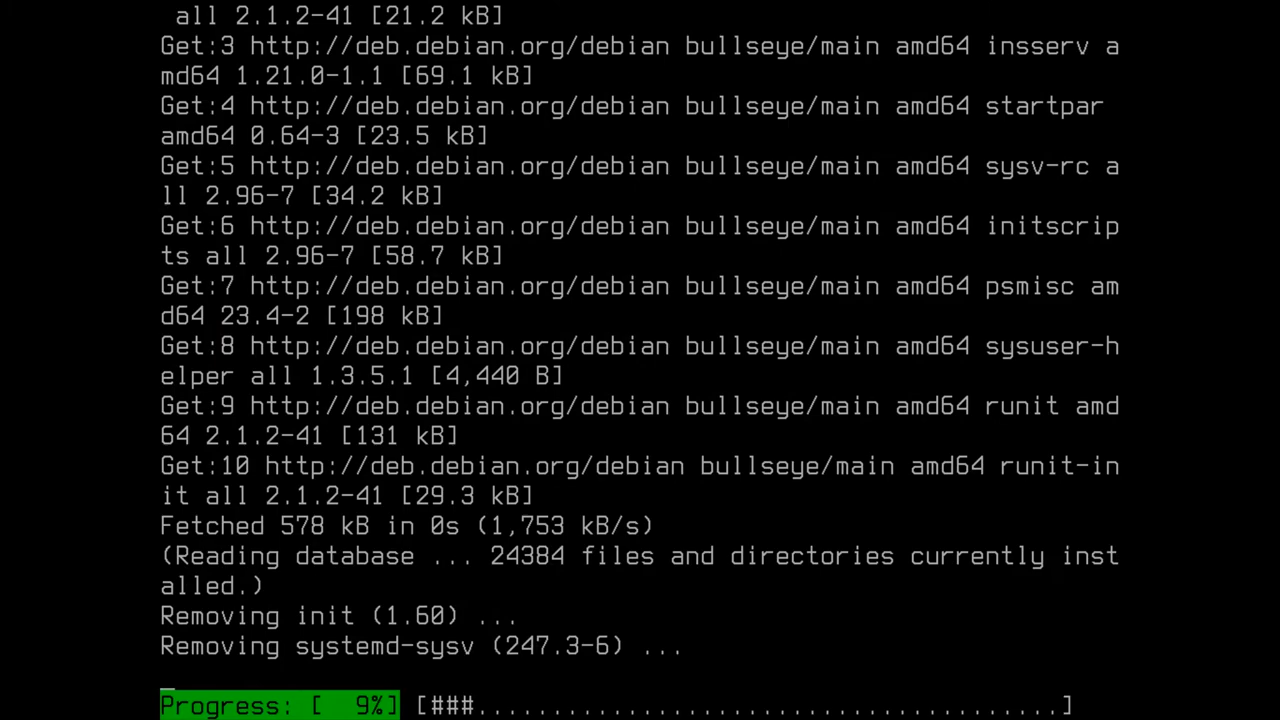 all 2.1.2-41 [21.2 kB]
Get:3 http://deb.debian.org/debian bullseye/main amd64 insserv a
md64 1.21.0-1.1 [69.1 kB]
Get:4 http://deb.debian.org/debian bullseye/main amd64 startpar
amd64 0.64-3 [23.5 kB]
Get:5 http://deb.debian.org/debian bullseye/main amd64 sysv-rc a
ll 2.96-7 [34.2 kB]
Get:6 http://deb.debian.org/debian bullseye/main amd64 initscrip
ts all 2.96-7 [58.7 kB]
Get:7 http://deb.debian.org/debian bullseye/main amd64 psmisc am
d64 23.4-2 [198 kB]
Get:8 http://deb.debian.org/debian bullseye/main amd64 sysuser-h
elper all 1.3.5.1 [4,440 B]
Get:9 http://deb.debian.org/debian bullseye/main amd64 runit amd
64 2.1.2-41 [131 kB]
Get:10 http://deb.debian.org/debian bullseye/main amd64 runit-in
it all 2.1.2-41 [29.3 kB]
Fetched 578 kB in 0s (1,753 kB/s)
(Reading database ... 24384 files and directories currently inst
alled.)
Removing init (1.60) ...
Removing systemd-sysv (247.3-6) ...
Progress: [  9%] [###.......................................]